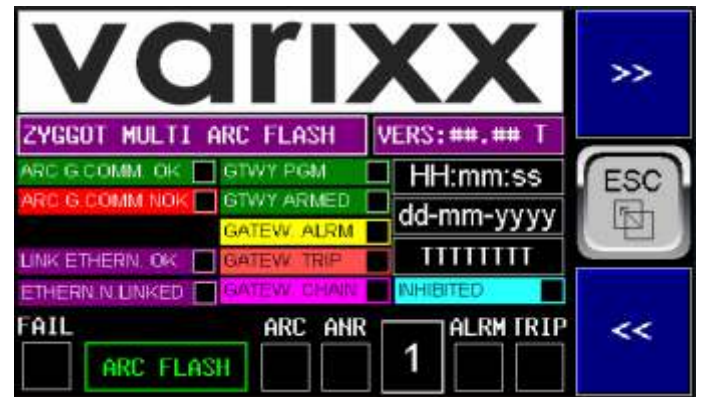 varixx
>>
ZYGGOT MULTI ARC FLASH VERS:##.## T
ARC G.COMM. OK GTWY PGM HH:mm:ss
ESC
ARC G.COMM NOK GTWY ARMED dd-mm-yyyy
GATEW. ALRM
LINK ETHERN. OK GATEW. TRIP TTTTTTTT
ETHERN.N.LINKED GATEW. CHAIN INHIBITED
FAIL ARC ANR ALRM TRIP
<<
ARC FLASH 1